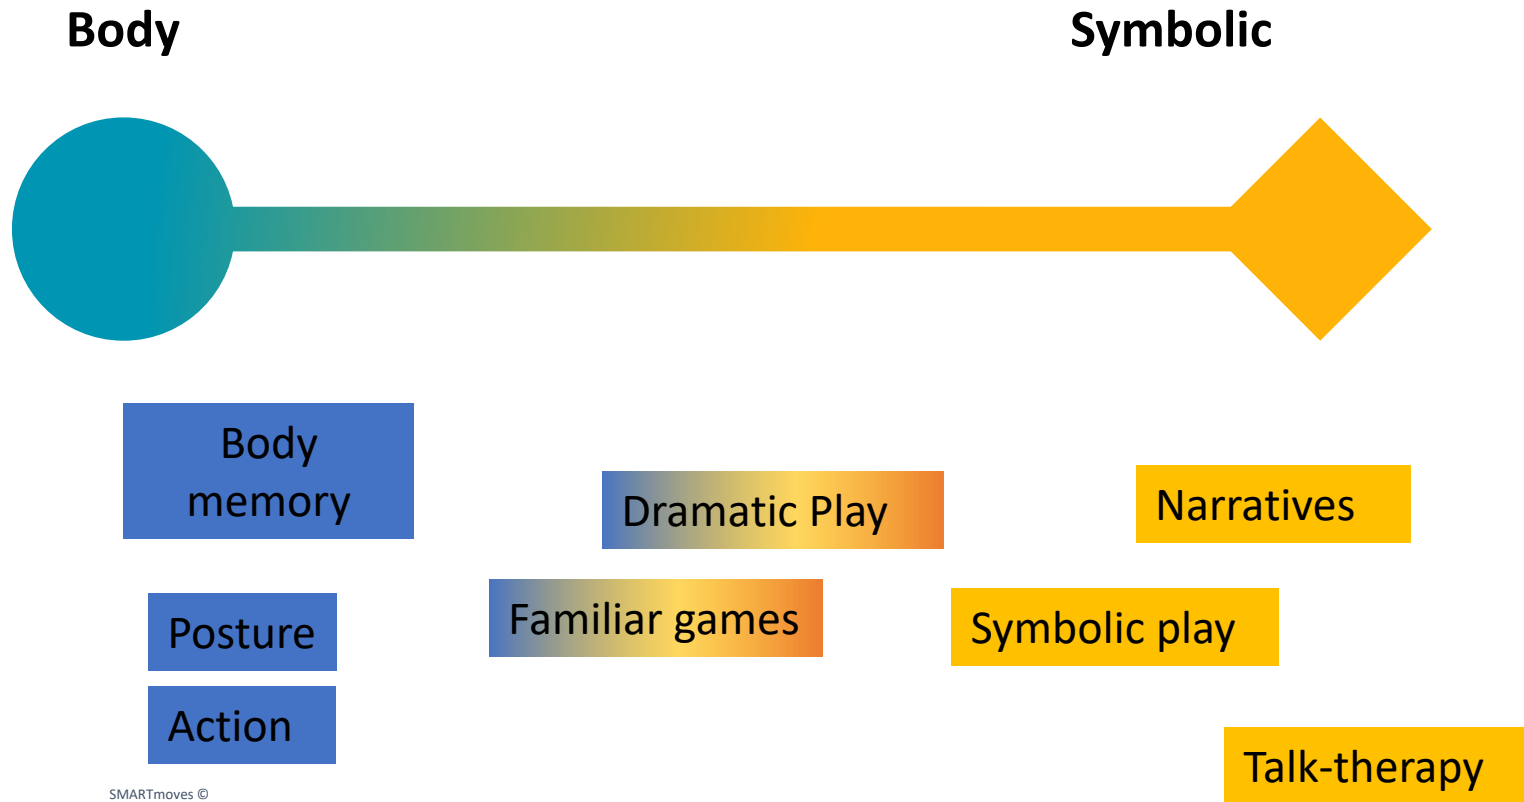 Body
Symbolic
Body
memory
Dramatic Play
Narratives
Familiar games
Symbolic play
Posture
Action
Talk-therapy
SMARTmoves ©